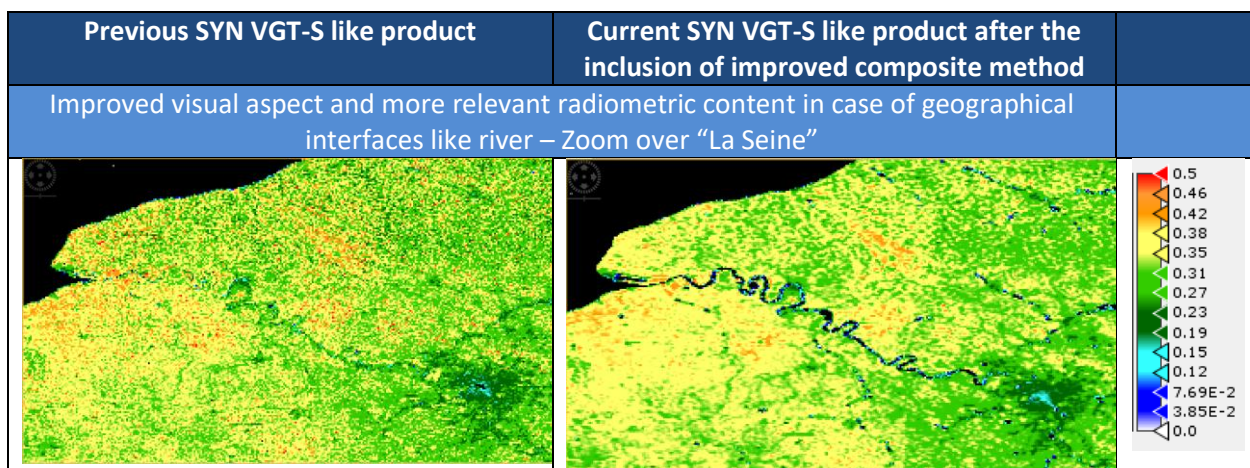 Previous SYN VGT-S like product
Current SYN VGT-S like product after the
inclusion of improved composite method
Improved visual aspect and more relevant radiometric content in case of geographical
interfaces like river – Zoom over “La Seine”
0.5
0.46
0.42
0.38
0.35
0.31
0.27
0.23
0.19
0.15
0.12
7.69E-2
3.85E-2
0.0